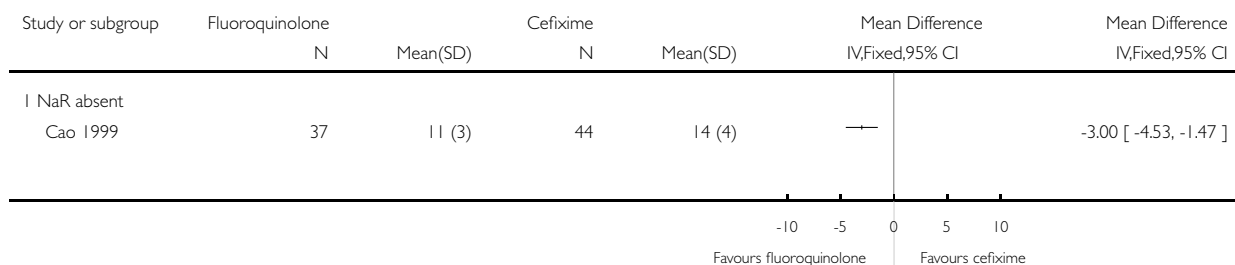 Study or subgroup Fluoroquinolone Cefixime Mean Difference Mean Difference
N Mean(SD) N Mean(SD) IV,Fixed,95% CI IV,Fixed,95% CI
1 NaR absent
Cao 1999 37 11 (3) 44 14 (4) -3.00 [ -4.53, -1.47 ]
-10 -5 0 5 10
Favours fluoroquinolone Favours cefixime